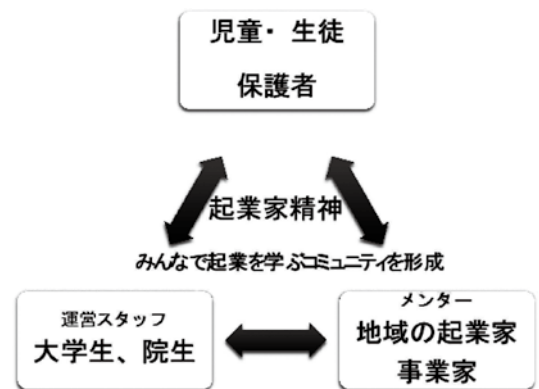 児童・ 生徒
保護者
起業家精神
みんなで起業を学ぶコミュニティを形成
運営スタッフ
大学生、院生
メンター
地域の起業家
事業家